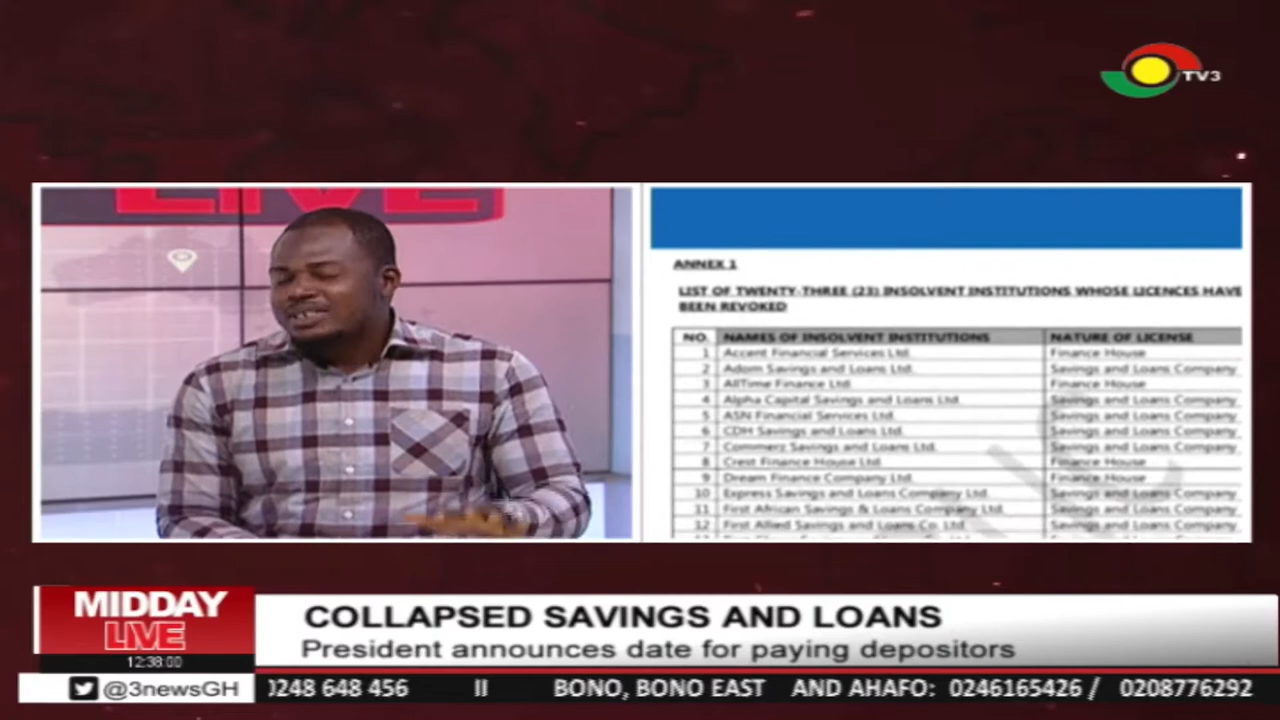 TV3
LIVE
ANNEX 1
LIST OF TWENTY-THREE (23) INSOLVENT INSTITUTIONS WHOSE LICENCES HAVE
BEEN REVOKED
NO. NAMES OF INSOLVENT INSTITUTIONS NATURE OF LICENSE
1 Accent Financial Services Ltd. Finance House
2 Adom Savings and Loans Ltd. Savings and Loans Company
3 AllTime Finance Ltd. Finance House
4 Alpha Capital Savings and Loans Ltd. Savings and Loans Company
5 ASN Financial Services Ltd. Savings and Loans Company
6 CDH Savings and Loans Ltd. Savings and Loans Company
7 Commerz Savings and Loans Ltd. Savings and Loans Company
8 Crest Finance House Ltd. Finance House
9 Dream Finance Company Ltd. Finance House
10 Express Savings and Loans Company Ltd. Savings and Loans Company
11 First African Savings & Loans Company Ltd. Savings and Loans Company
12 First Allied Savings and Loans Co. Ltd. Savings and Loans Company
MIDDAY
LIVE
12:38:00
COLLAPSED SAVINGS AND LOANS
President announces date for paying depositors
@3newsGH
0248 648 456 II BONO, BONO EAST AND AHAFO: 0246165426 / 0208776292